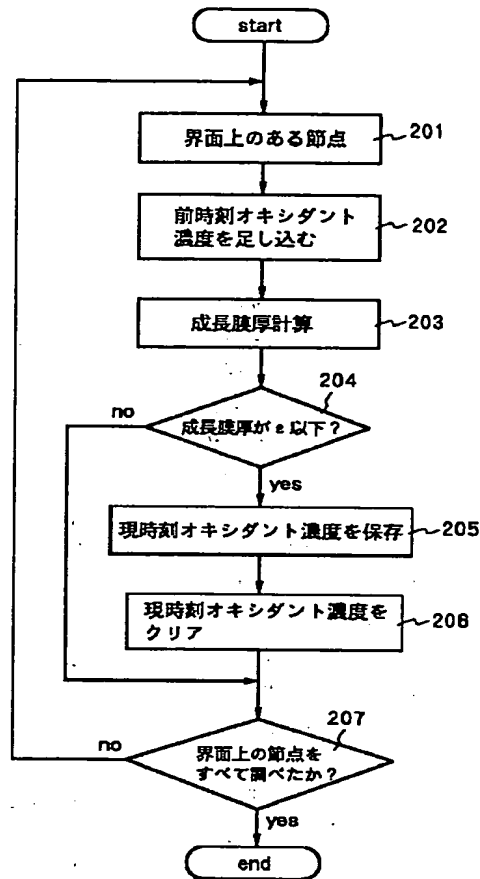 start
界面上のある節点
201
前時刻オキシダント
濃度を足し込む
202
成長膜厚計算
203
204
成長膜厚がε以下?
no
yes
現時刻オキシダント濃度を保存
205
現時刻オキシダント濃度を
クリア
206
207
界面上の節点を
すべて調べたか?
no
yes
end